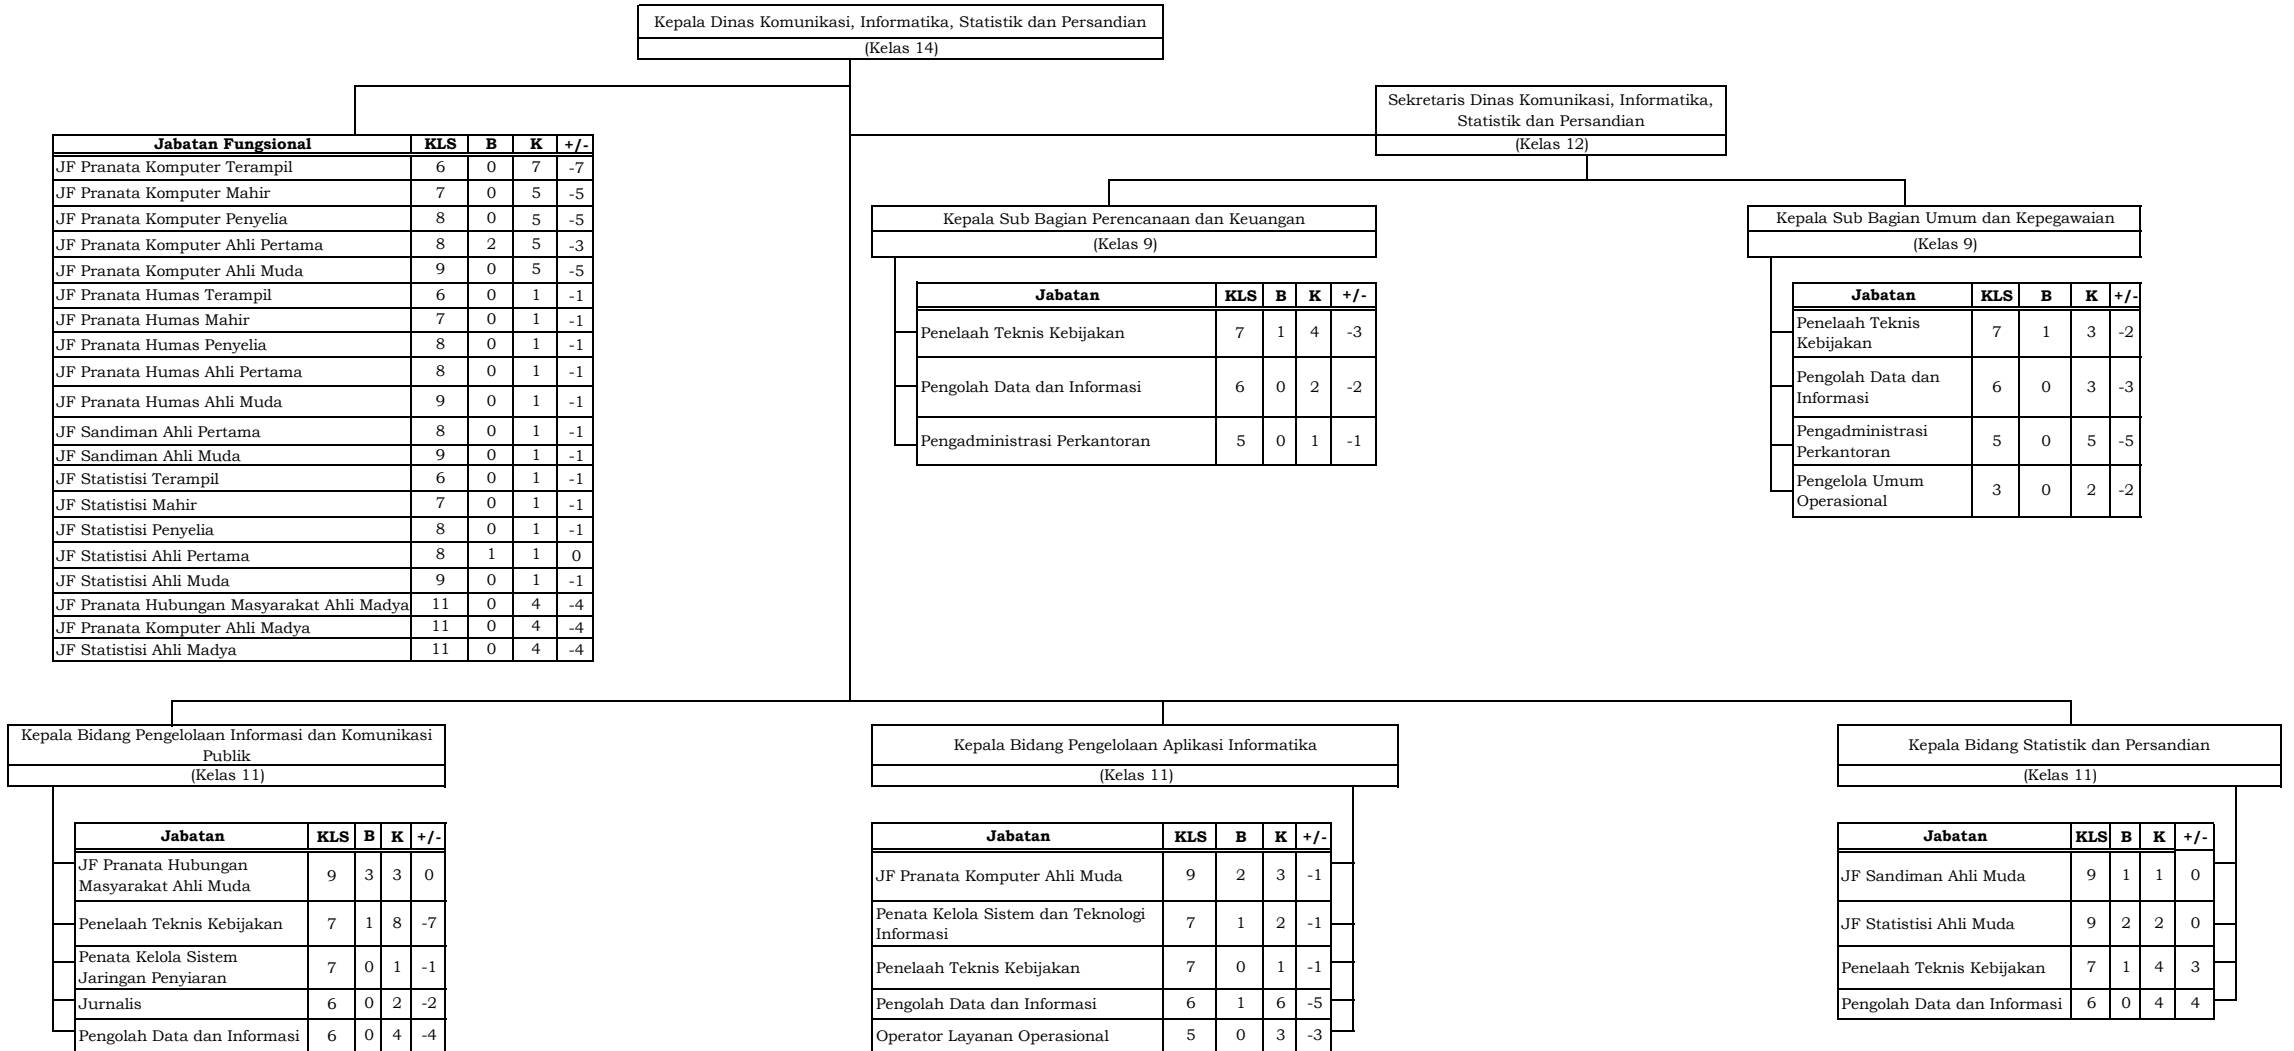 Kepala Dinas Komunikasi, Informatika, Statistik dan Persandian
(Kelas 14)
Sekretaris Dinas Komunikasi, Informatika,
Statistik dan Persandian
(Kelas 12)
Jabatan Fungsional KLS B K +/-
JF Pranata Komputer Terampil 6 0 7 -7
JF Pranata Komputer Mahir 7 0 5 -5
JF Pranata Komputer Penyelia 8 0 5 -5
JF Pranata Komputer Ahli Pertama 8 2 5 -3
JF Pranata Komputer Ahli Muda 9 0 5 -5
JF Pranata Humas Terampil 6 0 1 -1
JF Pranata Humas Mahir 7 0 1 -1
JF Pranata Humas Penyelia 8 0 1 -1
JF Pranata Humas Ahli Pertama 8 0 1 -1
JF Pranata Humas Ahli Muda 9 0 1 -1
JF Sandiman Ahli Pertama 8 0 1 -1
JF Sandiman Ahli Muda 9 0 1 -1
JF Statistisi Terampil 6 0 1 -1
JF Statistisi Mahir 7 0 1 -1
JF Statistisi Penyelia 8 0 1 -1
JF Statistisi Ahli Pertama 8 1 1 0
JF Statistisi Ahli Muda 9 0 1 -1
JF Pranata Hubungan Masyarakat Ahli Madya 11 0 4 -4
JF Pranata Komputer Ahli Madya 11 0 4 -4
JF Statistisi Ahli Madya 11 0 4 -4
Kepala Sub Bagian Perencanaan dan Keuangan
(Kelas 9)
Jabatan KLS B K +/-
Penelaah Teknis Kebijakan 7 1 4 -3
Pengolah Data dan Informasi 6 0 2 -2
Pengadministrasi Perkantoran 5 0 1 -1
Kepala Sub Bagian Umum dan Kepegawaian
(Kelas 9)
Jabatan KLS B K +/-
Penelaah Teknis
Kebijakan 7 1 3 -2
Pengolah Data dan
Informasi 6 0 3 -3
Pengadministrasi
Perkantoran 5 0 5 -5
Pengelola Umum
Operasional 3 0 2 -2
Kepala Bidang Pengelolaan Informasi dan Komunikasi
Publik
(Kelas 11)
Jabatan KLS B K +/-
JF Pranata Hubungan
Masyarakat Ahli Muda 9 3 3 0
Penelaah Teknis Kebijakan 7 1 8 -7
Penata Kelola Sistem
Jaringan Penyiaran 7 0 1 -1
Jurnalis 6 0 2 -2
Pengolah Data dan Informasi 6 0 4 -4
Kepala Bidang Pengelolaan Aplikasi Informatika
(Kelas 11)
Jabatan KLS B K +/-
JF Pranata Komputer Ahli Muda 9 2 3 -1
Penata Kelola Sistem dan Teknologi
Informasi 7 1 2 -1
Penelaah Teknis Kebijakan 7 0 1 -1
Pengolah Data dan Informasi 6 1 6 -5
Operator Layanan Operasional 5 0 3 -3
Kepala Bidang Statistik dan Persandian
(Kelas 11)
Jabatan KLS B K +/-
JF Sandiman Ahli Muda 9 1 1 0
JF Statistisi Ahli Muda 9 2 2 0
Penelaah Teknis Kebijakan 7 1 4 3
Pengolah Data dan Informasi 6 0 4 4